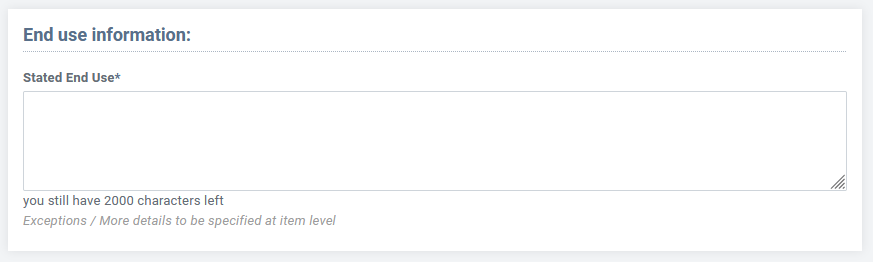 End use information:
Stated End Use*
you still have 2000 characters left
Exceptions / More details to be specified at item level